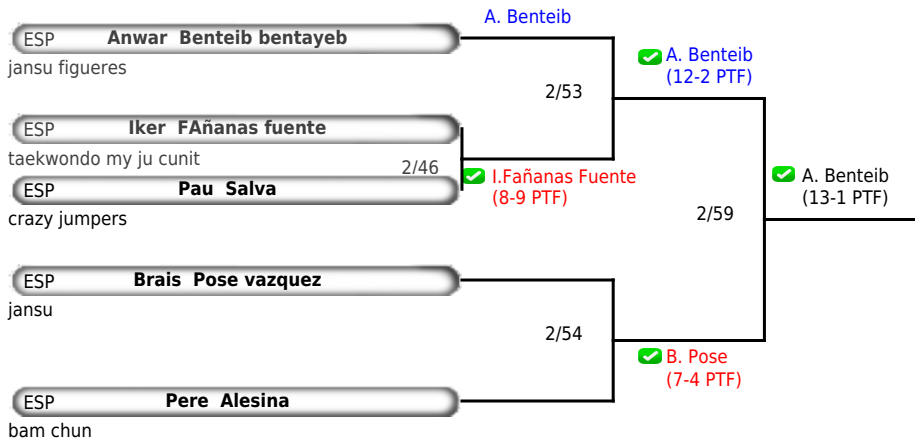 A. Benteib
ESP Anwar Benteib bentayeb
jansu figueres
A. Benteib
(12-2 PTF)
2/53
ESP Iker FAñanas fuente
taekwondo my ju cunit
2/46
I.Fañanas Fuente
(8-9 PTF)
A. Benteib
(13-1 PTF)
ESP Pau Salva
crazy jumpers
2/59
ESP Brais Pose vazquez
jansu
2/54
B. Pose
(7-4 PTF)
ESP Pere Alesina
bam chun